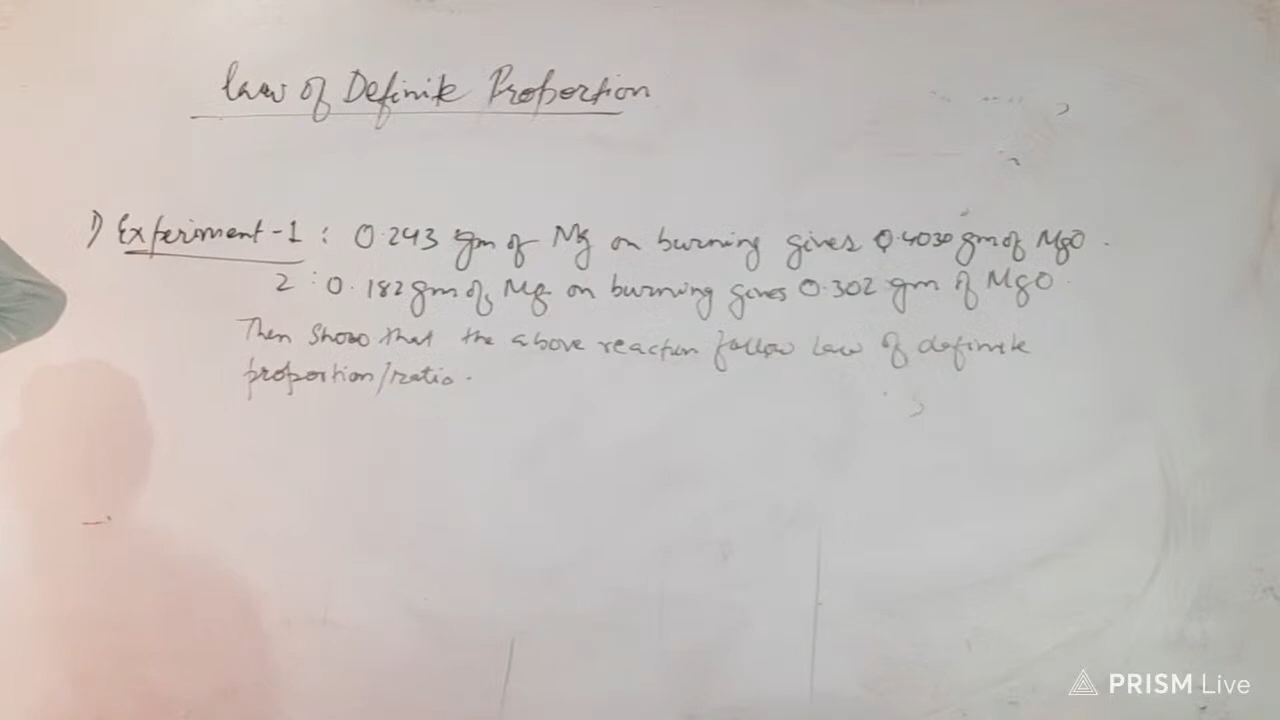 Law of Definite Proportion
1) Experiment-1 : 0.243 gm of Mg on burning gives 0.4030 gm of MgO .
2 : 0.182 gm of Mg on burning gives 0.302 gm of MgO .
Then show that the above reaction follow law of definite
proportion/ratio.
PRISM Live